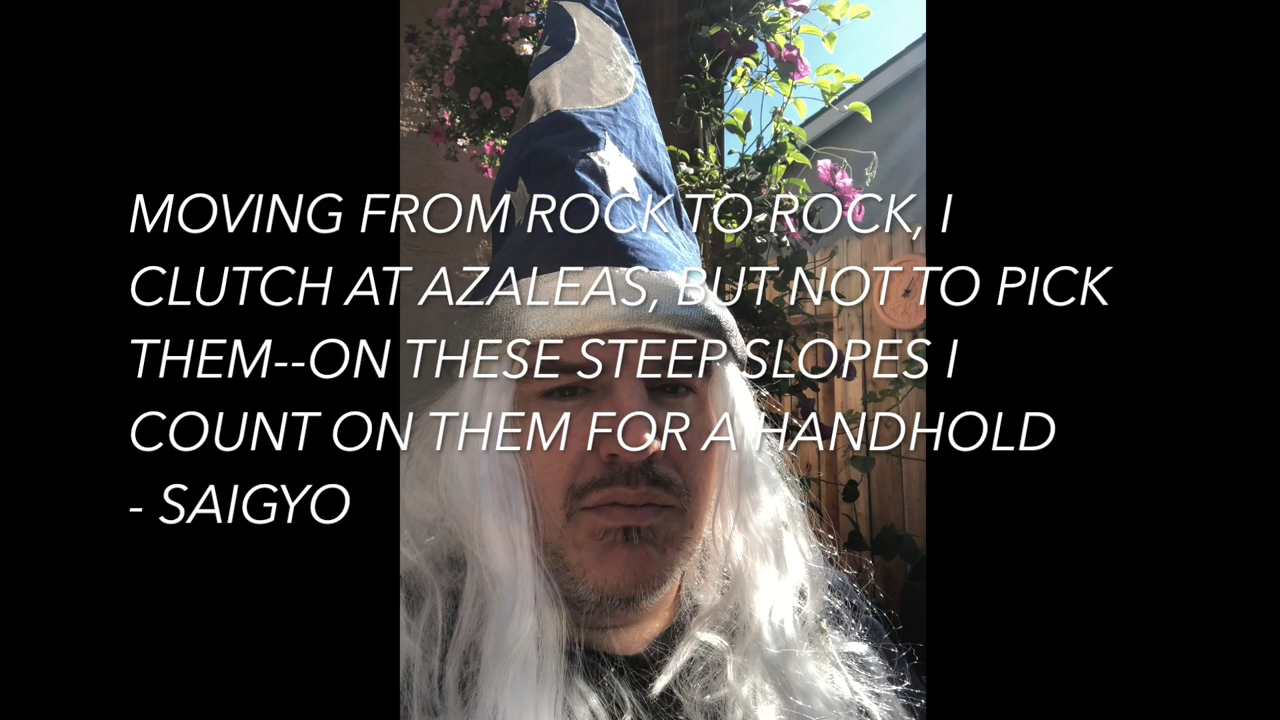 MOVING FROM ROCK TO ROCK, I
CLUTCH AT AZALEAS, BUT NOT TO PICK
THEM--ON THESE STEEP SLOPES I
COUNT ON THEM FOR A HANDHOLD
- SAIGYO